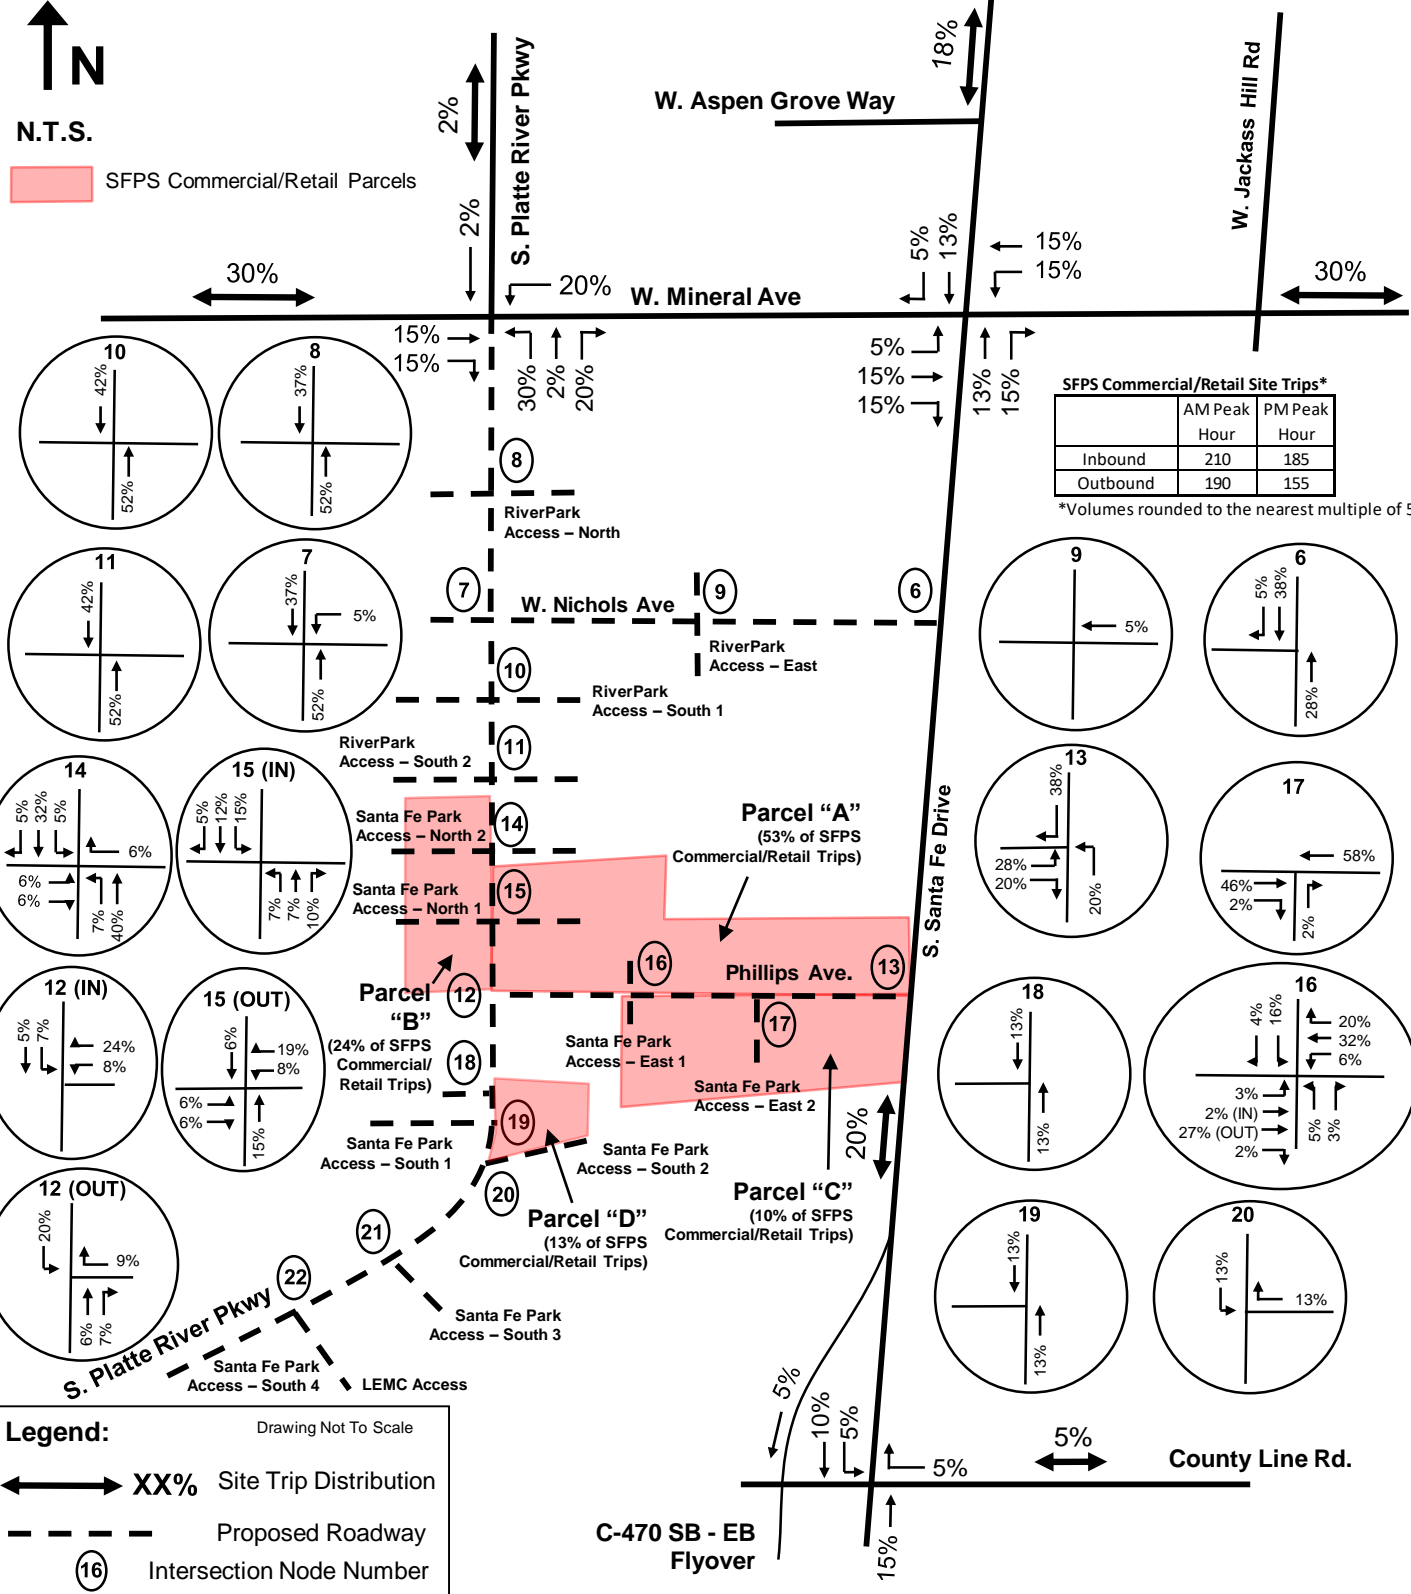 N
N.T.S.
SFPS Commercial/Retail Parcels
2%
S. Platte River Pkwy
2%
W. Aspen Grove Way
18%
W. Jackass Hill Rd
30%
20%
W. Mineral Ave
5%
13%
15%
15%
30%
15%
15%
30%
2%
20%
5%
15%
15%
13%
15%
SFPS Commercial/Retail Site Trips*
AM Peak Hour
PM Peak Hour
Inbound 210 185
Outbound 190 155
*Volumes rounded to the nearest multiple of 5
10
42%
52%
8
37%
52%
8
RiverPark
Access – North
11
42%
52%
7
37%
5%
52%
7
W. Nichols Ave
9
6
RiverPark
Access – East
9
5%
6
5%
38%
28%
10
RiverPark
Access – South 1
RiverPark
Access – South 2
11
14
5%
32%
5%
6%
6%
6%
7%
40%
15 (IN)
5%
12%
15%
7%
7%
10%
Santa Fe Park
Access – North 2
14
Santa Fe Park
Access – North 1
15
Parcel “A”
(53% of SFPS
Commercial/Retail Trips)
S. Santa Fe Drive
13
38%
28%
20%
20%
17
58%
46%
2%
2%
12 (IN)
5%
7%
24%
8%
15 (OUT)
6%
19%
8%
6%
6%
15%
Parcel
“B”
(24% of SFPS
Commercial/
Retail Trips)
12
16
Phillips Ave.
13
17
Santa Fe Park
Access – East 1
Santa Fe Park
Access – East 2
18
18
13%
13%
16
4%
16%
20%
32%
6%
3%
2% (IN)
27% (OUT)
2%
5%
3%
19
Santa Fe Park
Access – South 1
Santa Fe Park
Access – South 2
20%
20
Parcel “D”
(13% of SFPS
Commercial/Retail Trips)
Parcel “C”
(10% of SFPS
Commercial/Retail Trips)
12 (OUT)
20%
9%
6%
7%
19
13%
13%
20
13%
13%
21
22
S. Platte River Pkwy
Santa Fe Park
Access – South 3
Santa Fe Park
Access – South 4
LEMC Access
5%
10%
5%
5%
5%
County Line Rd.
15%
C-470 SB - EB
Flyover
Legend:
Drawing Not To Scale
XX% Site Trip Distribution
Proposed Roadway
16 Intersection Node Number